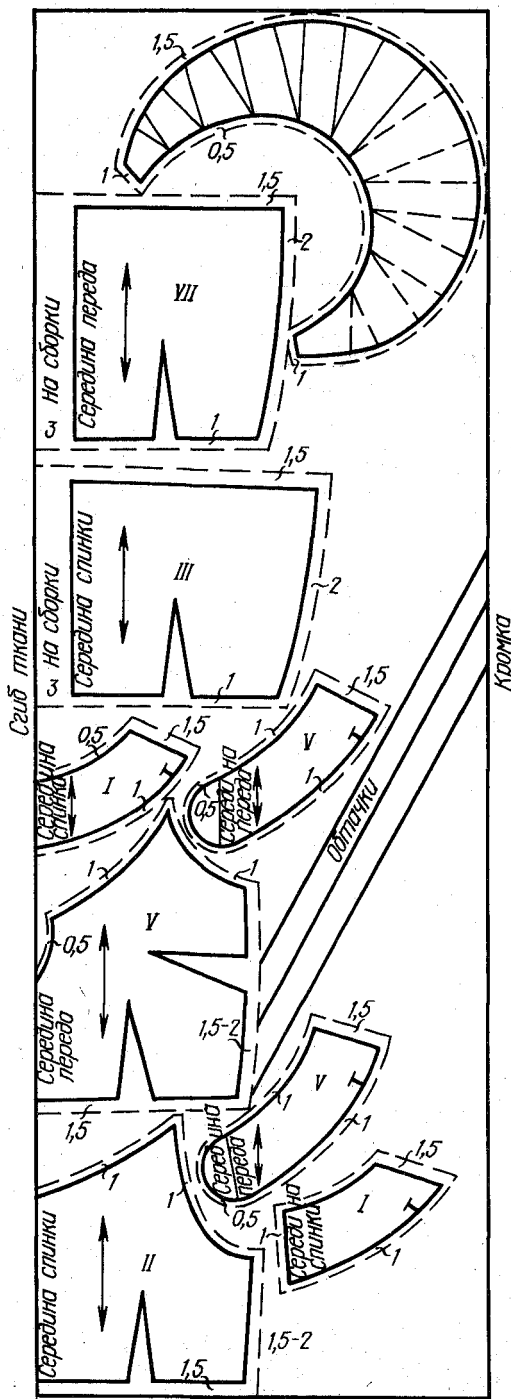 1,5
1
0,5
1,5
2
VII
3 на сборки
Середина переда
1
1
1,5
Сгиб ткани
III
3 на сборки
Середина спинки
2
1
Кромка
1,5
1
0,5
1,5
I
Середина
спинки
1
V
Середина
переда
0,5
1
Обтачки
1
1
V
0,5
Середина
переда
1,5-2
1,5
1,5
V
1
1
Середина
переда
0,5
1
1
1,5
I
Середина
спинки
1
1
II
Середина спинки
1,5-2
1,5